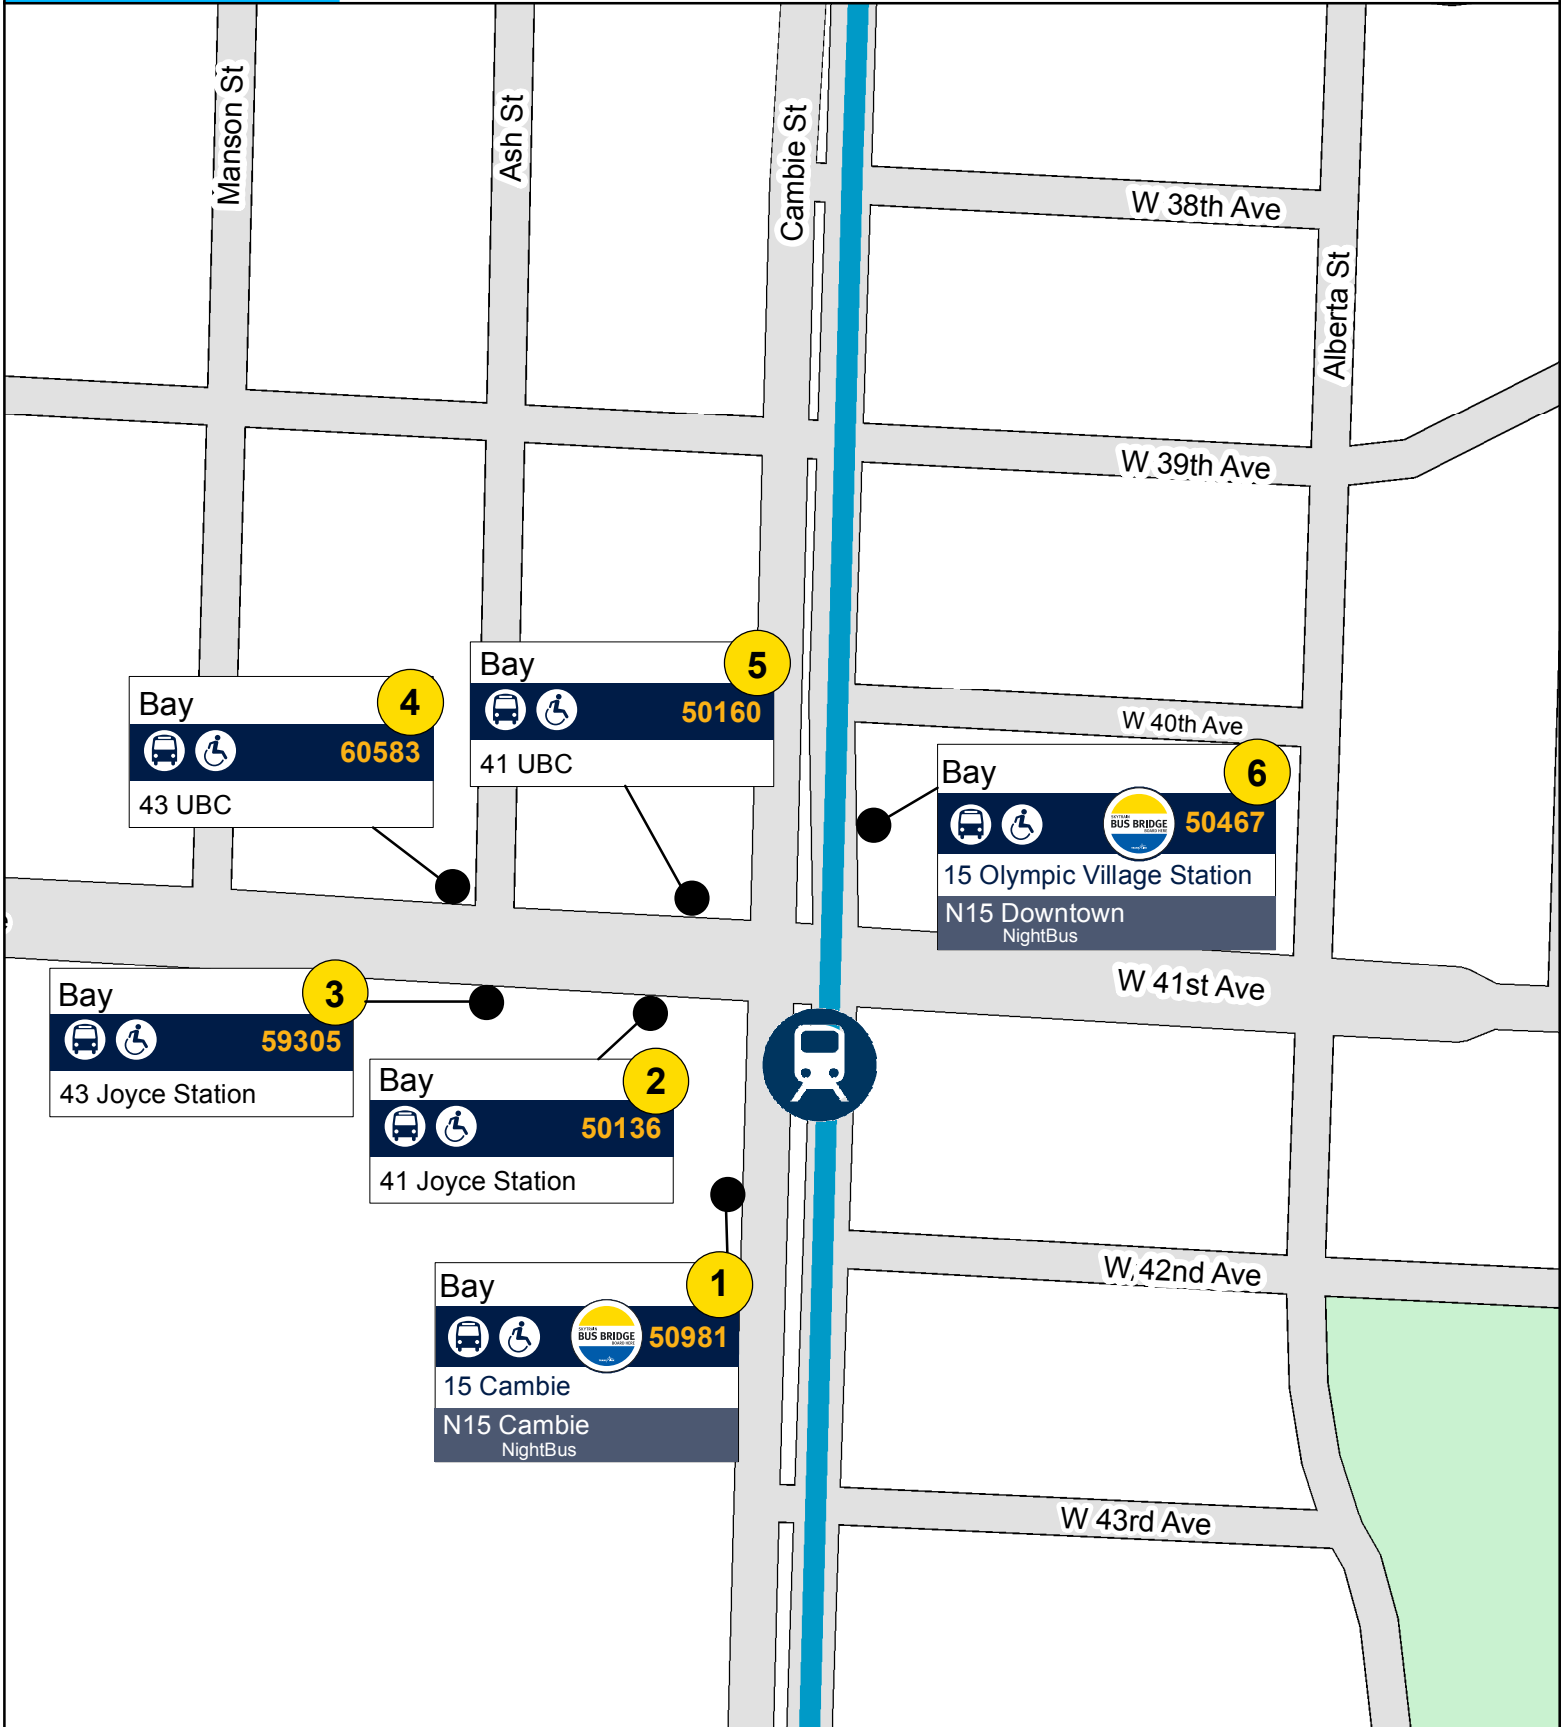 Manson St
Ash St
Cambie St
W 38th Ave
Alberta St
W 39th Ave
W 40th Ave
Bay 5
50160
41 UBC
Bay 4
60583
43 UBC
Bay 6
BUS BRIDGE 50467
15 Olympic Village Station
N15 Downtown
NightBus
W 41st Ave
Bay 3
59305
43 Joyce Station
Bay 2
50136
41 Joyce Station
W 42nd Ave
Bay 1
BUS BRIDGE 50981
15 Cambie
N15 Cambie
NightBus
W 43rd Ave